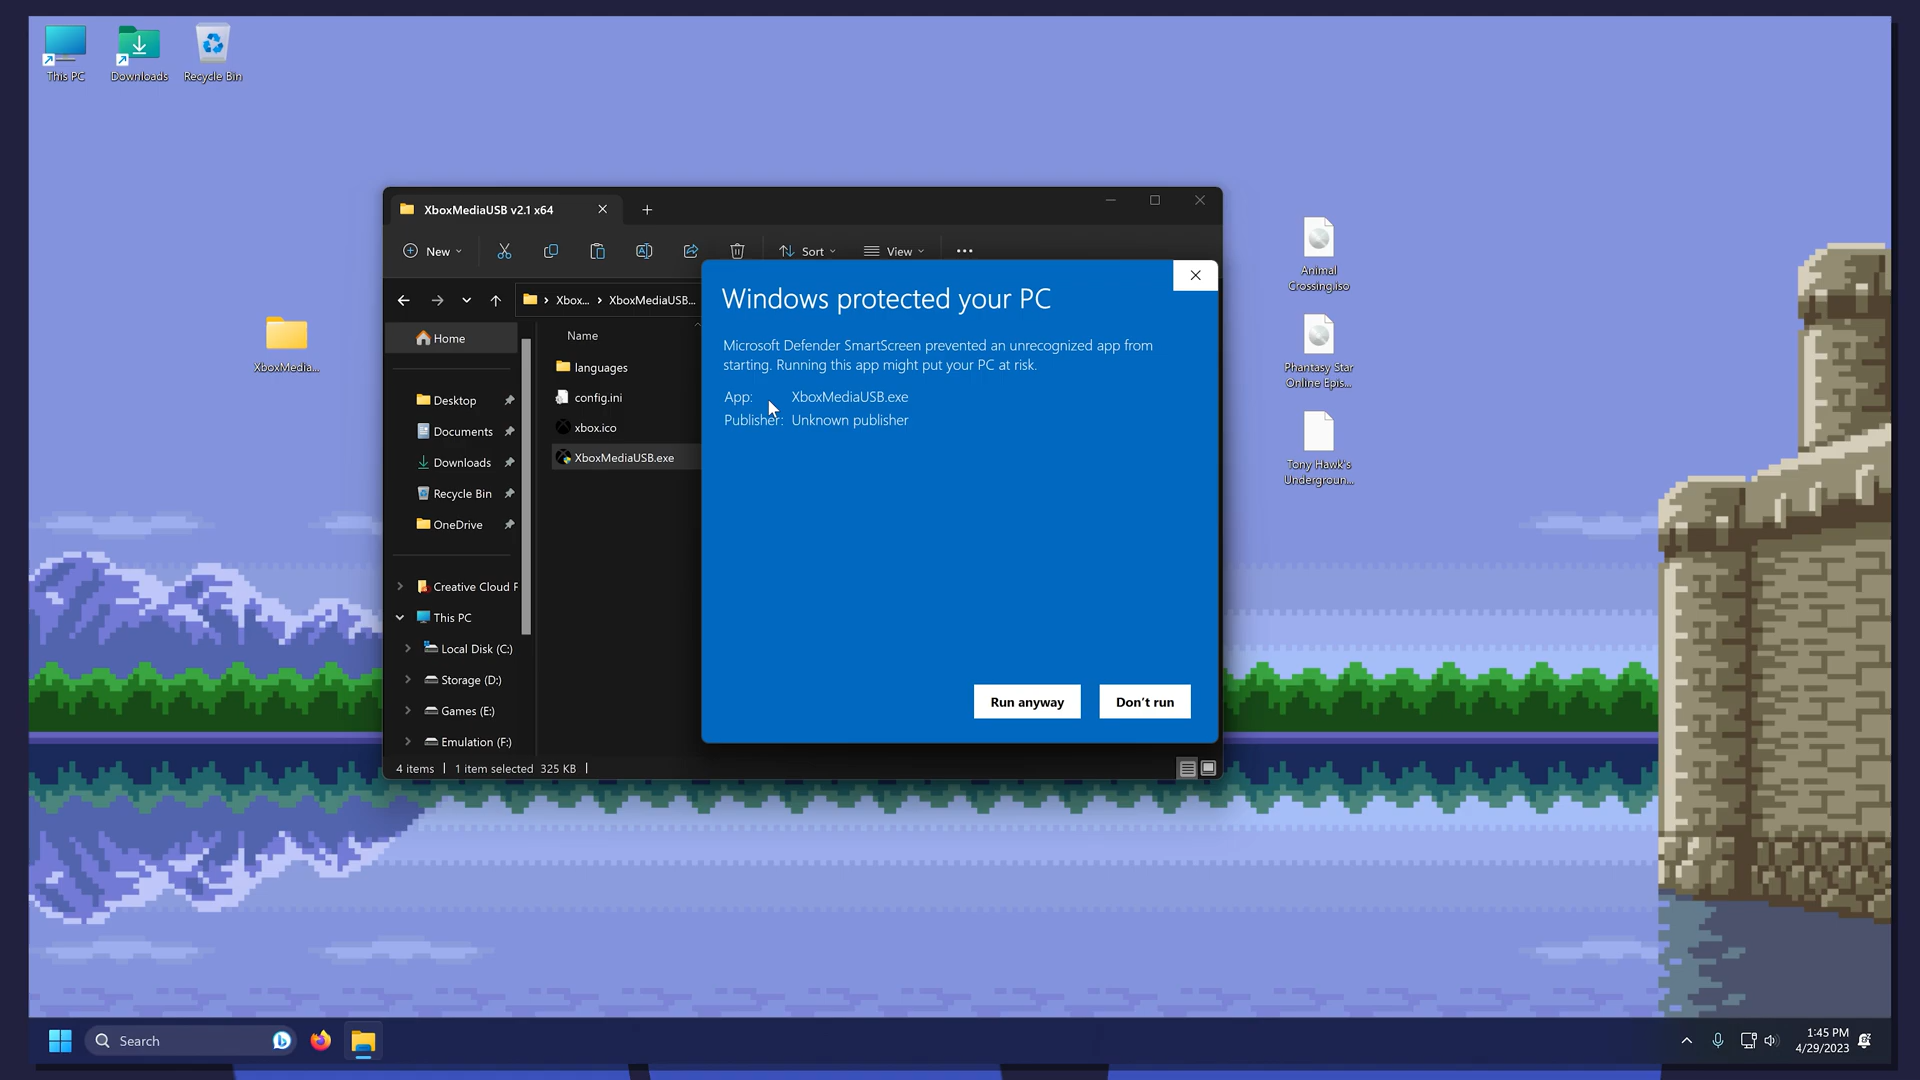 This PC
Downloads
Recycle Bin
XboxMedia...
XboxMediaUSB v2.1 x64
New
Sort
View
Xbox...
XboxMediaUSB...
Home
Desktop
Documents
Downloads
Recycle Bin
OneDrive
Creative Cloud F
This PC
Local Disk (C:)
Storage (D:)
Games (E:)
Emulation (F:)
Name
languages
config.ini
xbox.ico
XboxMediaUSB.exe
4 items
1 item selected 325 KB
Windows protected your PC
Microsoft Defender SmartScreen prevented an unrecognized app from
starting. Running this app might put your PC at risk.
App: XboxMediaUSB.exe
Publisher: Unknown publisher
Run anyway
Don't run
Animal
Crossing.iso
Phantasy Star
Online Epis...
Tony Hawk's
Undergroun...
Search
1:45 PM
4/29/2023